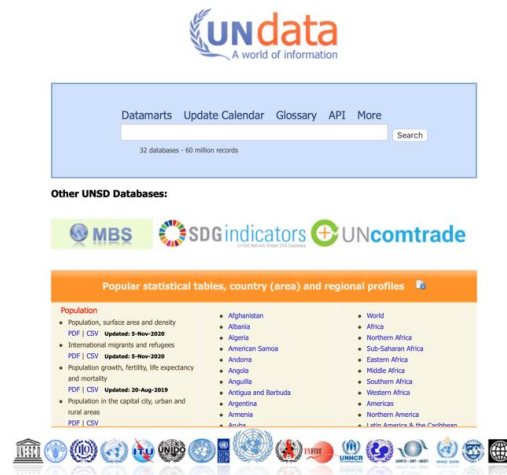 UNdata
A world of information
Datamarts Update Calendar Glossary API More
Search
32 databases - 60 million records
Other UNSD Databases:
MBS
SDG indicators
UNcomtrade
Popular statistical tables, country (area) and regional profiles
Population
Population, surface area and density
PDF | CSV Updated: 5-Nov-2020
International migrants and refugees
PDF | CSV Updated: 5-Nov-2020
Population growth, fertility, life expectancy
and mortality
PDF | CSV Updated: 20-Aug-2019
Population in the capital city, urban and
rural areas
PDF | CSV
Afghanistan
Albania
Algeria
American Samoa
Andorra
Angola
Anguilla
Antigua and Barbuda
Argentina
Armenia
Aruba
World
Africa
Northern Africa
Sub-Saharan Africa
Eastern Africa
Middle Africa
Southern Africa
Western Africa
Americas
Northern America
Latin America & the Caribbean
ITU
UNIDO
UNHCR